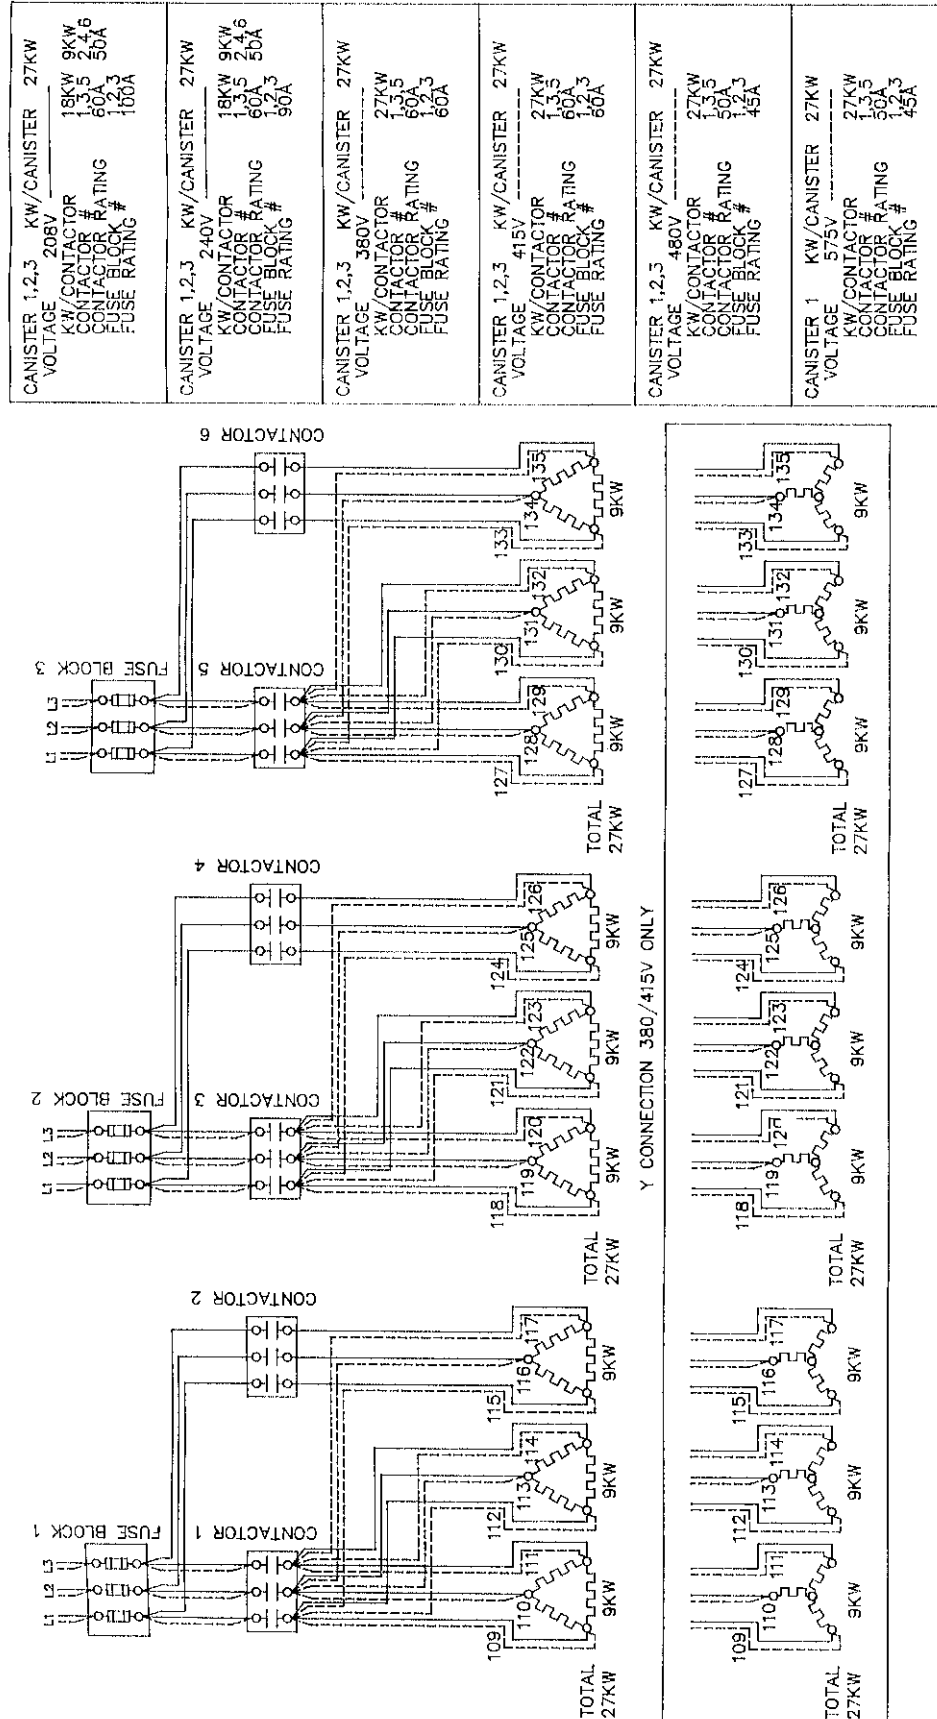 CANISTER 1,2,3 KW/CANISTER 27KW
VOLTAGE 208V
KW/CONTACTOR 18KW 9KW
CONTACTOR # 1,3,5 2,4,6
CONTACTOR RATING 60A 50A
FUSE BLOCK # 1,2,3
FUSE RATING 100A
CANISTER 1,2,3 KW/CANISTER 27KW
VOLTAGE 240V
KW/CONTACTOR 18KW 9KW
CONTACTOR # 1,3,5 2,4,6
CONTACTOR RATING 60A 50A
FUSE BLOCK 1,2,3
FUSE RATING # 90A
CANISTER 1,2,3 KW/CANISTER 27KW
VOLTAGE 380V
KW/CONTACTOR 27KW
CONTACTOR # 1,3,5
CONTACTOR RATING 60A
FUSE BLOCK 1,2,3
FUSE RATING # 60A
CANISTER 1,2,3 KW/CANISTER 27KW
VOLTAGE 415V
KW/CONTACTOR 27KW
CONTACTOR # 1,3,5
CONTACTOR RATING 60A
FUSE BLOCK 1,2,3
FUSE RATING # 60A
CANISTER 1,2,3 KW/CANISTER 27KW
VOLTAGE 480V
KW/CONTACTOR 27KW
CONTACTOR # 1,3,5
CONTACTOR RATING 50A
FUSE BLOCK 1,2,3
FUSE RATING # 45A
CANISTER 1 KW/CANISTER 27KW
VOLTAGE 575V
KW/CONTACTOR 27KW
CONTACTOR # 1,3,5
CONTACTOR RATING 50A
FUSE BLOCK 1,2,3
FUSE RATING # 45A
L1 L2 L3
FUSE BLOCK 1
CONTACTOR 1
CONTACTOR 2
109 110 111 112 113 114 115 116 117
9KW 9KW 9KW
TOTAL
27KW
L1 L2 L3
FUSE BLOCK 2
CONTACTOR 3
CONTACTOR 4
118 119 120 121 122 123 124 125 126
9KW 9KW 9KW
TOTAL
27KW
L1 L2 L3
FUSE BLOCK 3
CONTACTOR 5
CONTACTOR 6
127 128 129 130 131 132 133 134 135
9KW 9KW 9KW
TOTAL
27KW
Y CONNECTION 380/415V ONLY
109 110 111 112 113 114 115 116 117
9KW 9KW 9KW
TOTAL
27KW
118 119 121 122 123 124 125 126
9KW 9KW 9KW
TOTAL
27KW
127 128 129 130 131 132 133 134 135
9KW 9KW 9KW
TOTAL
27KW